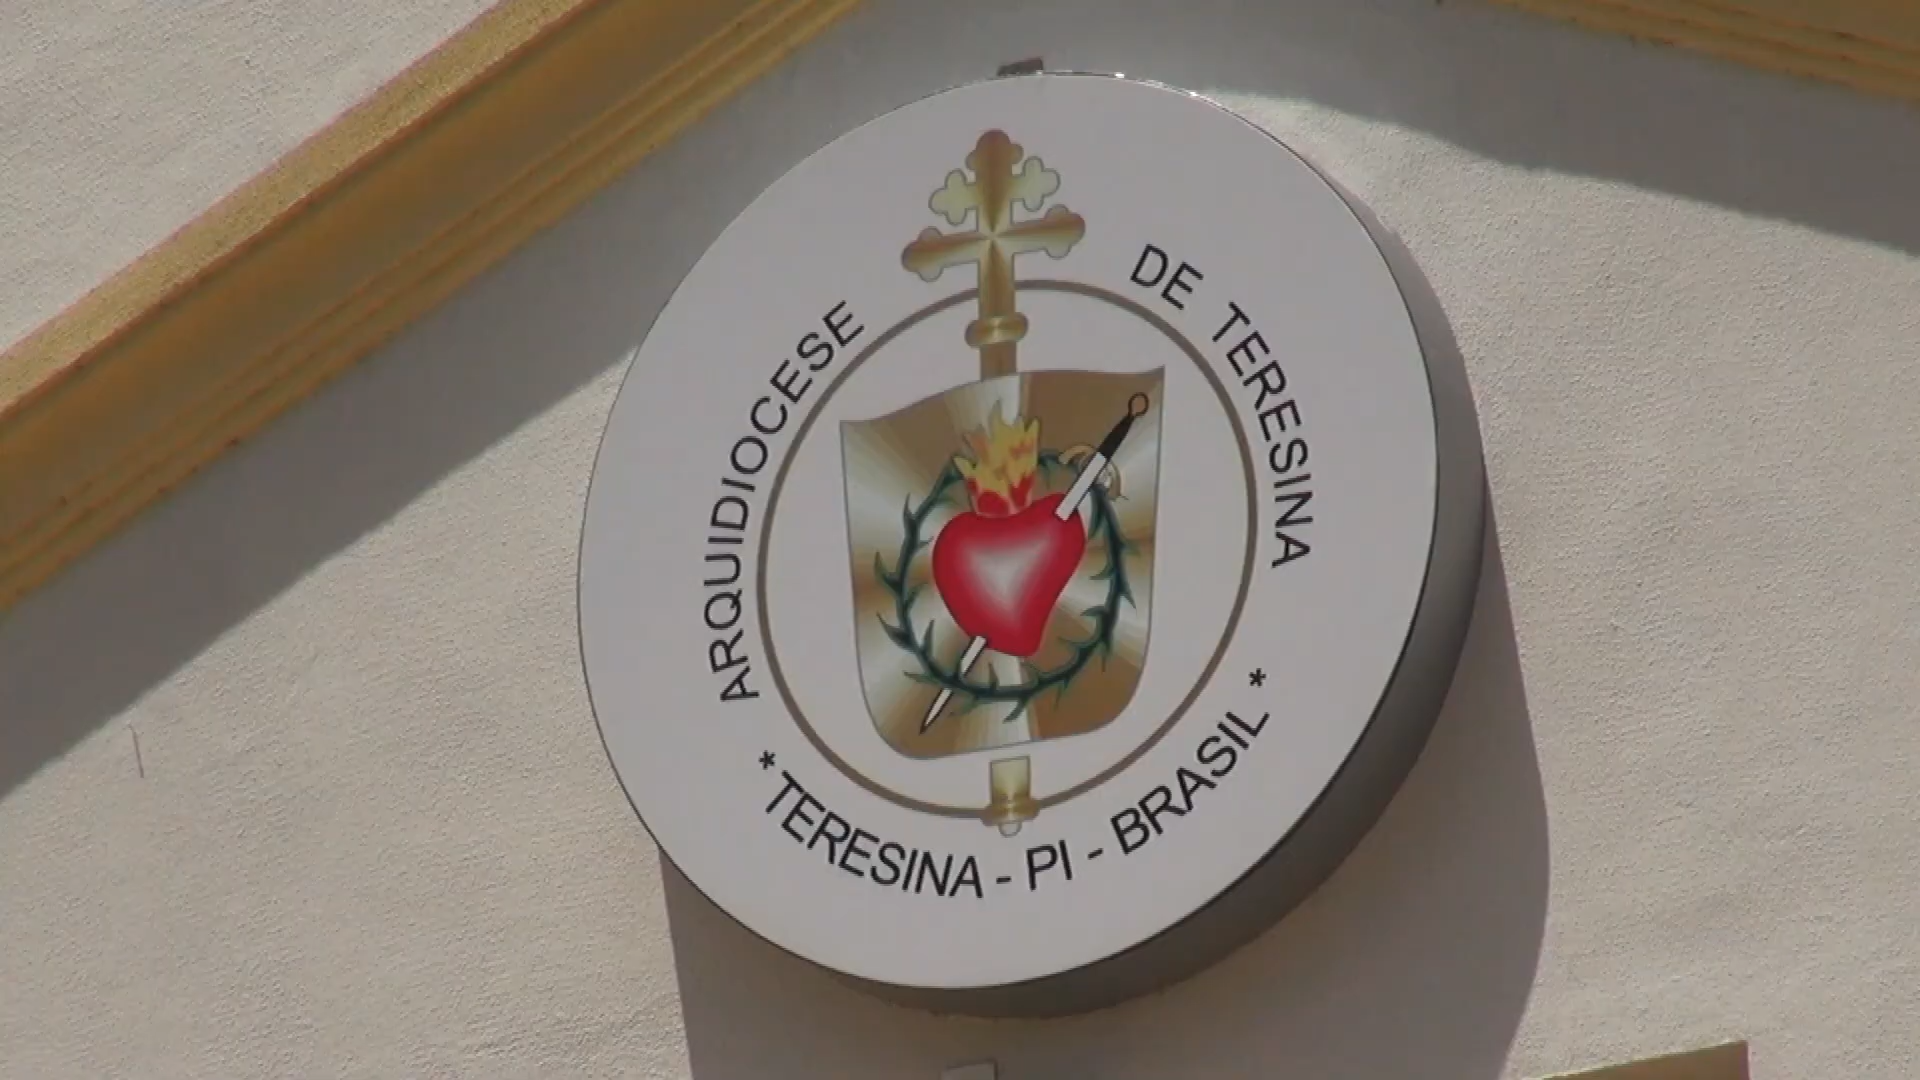 ARQUIDIOCESE DE TERESINA
* TERESINA - PI - BRASIL *